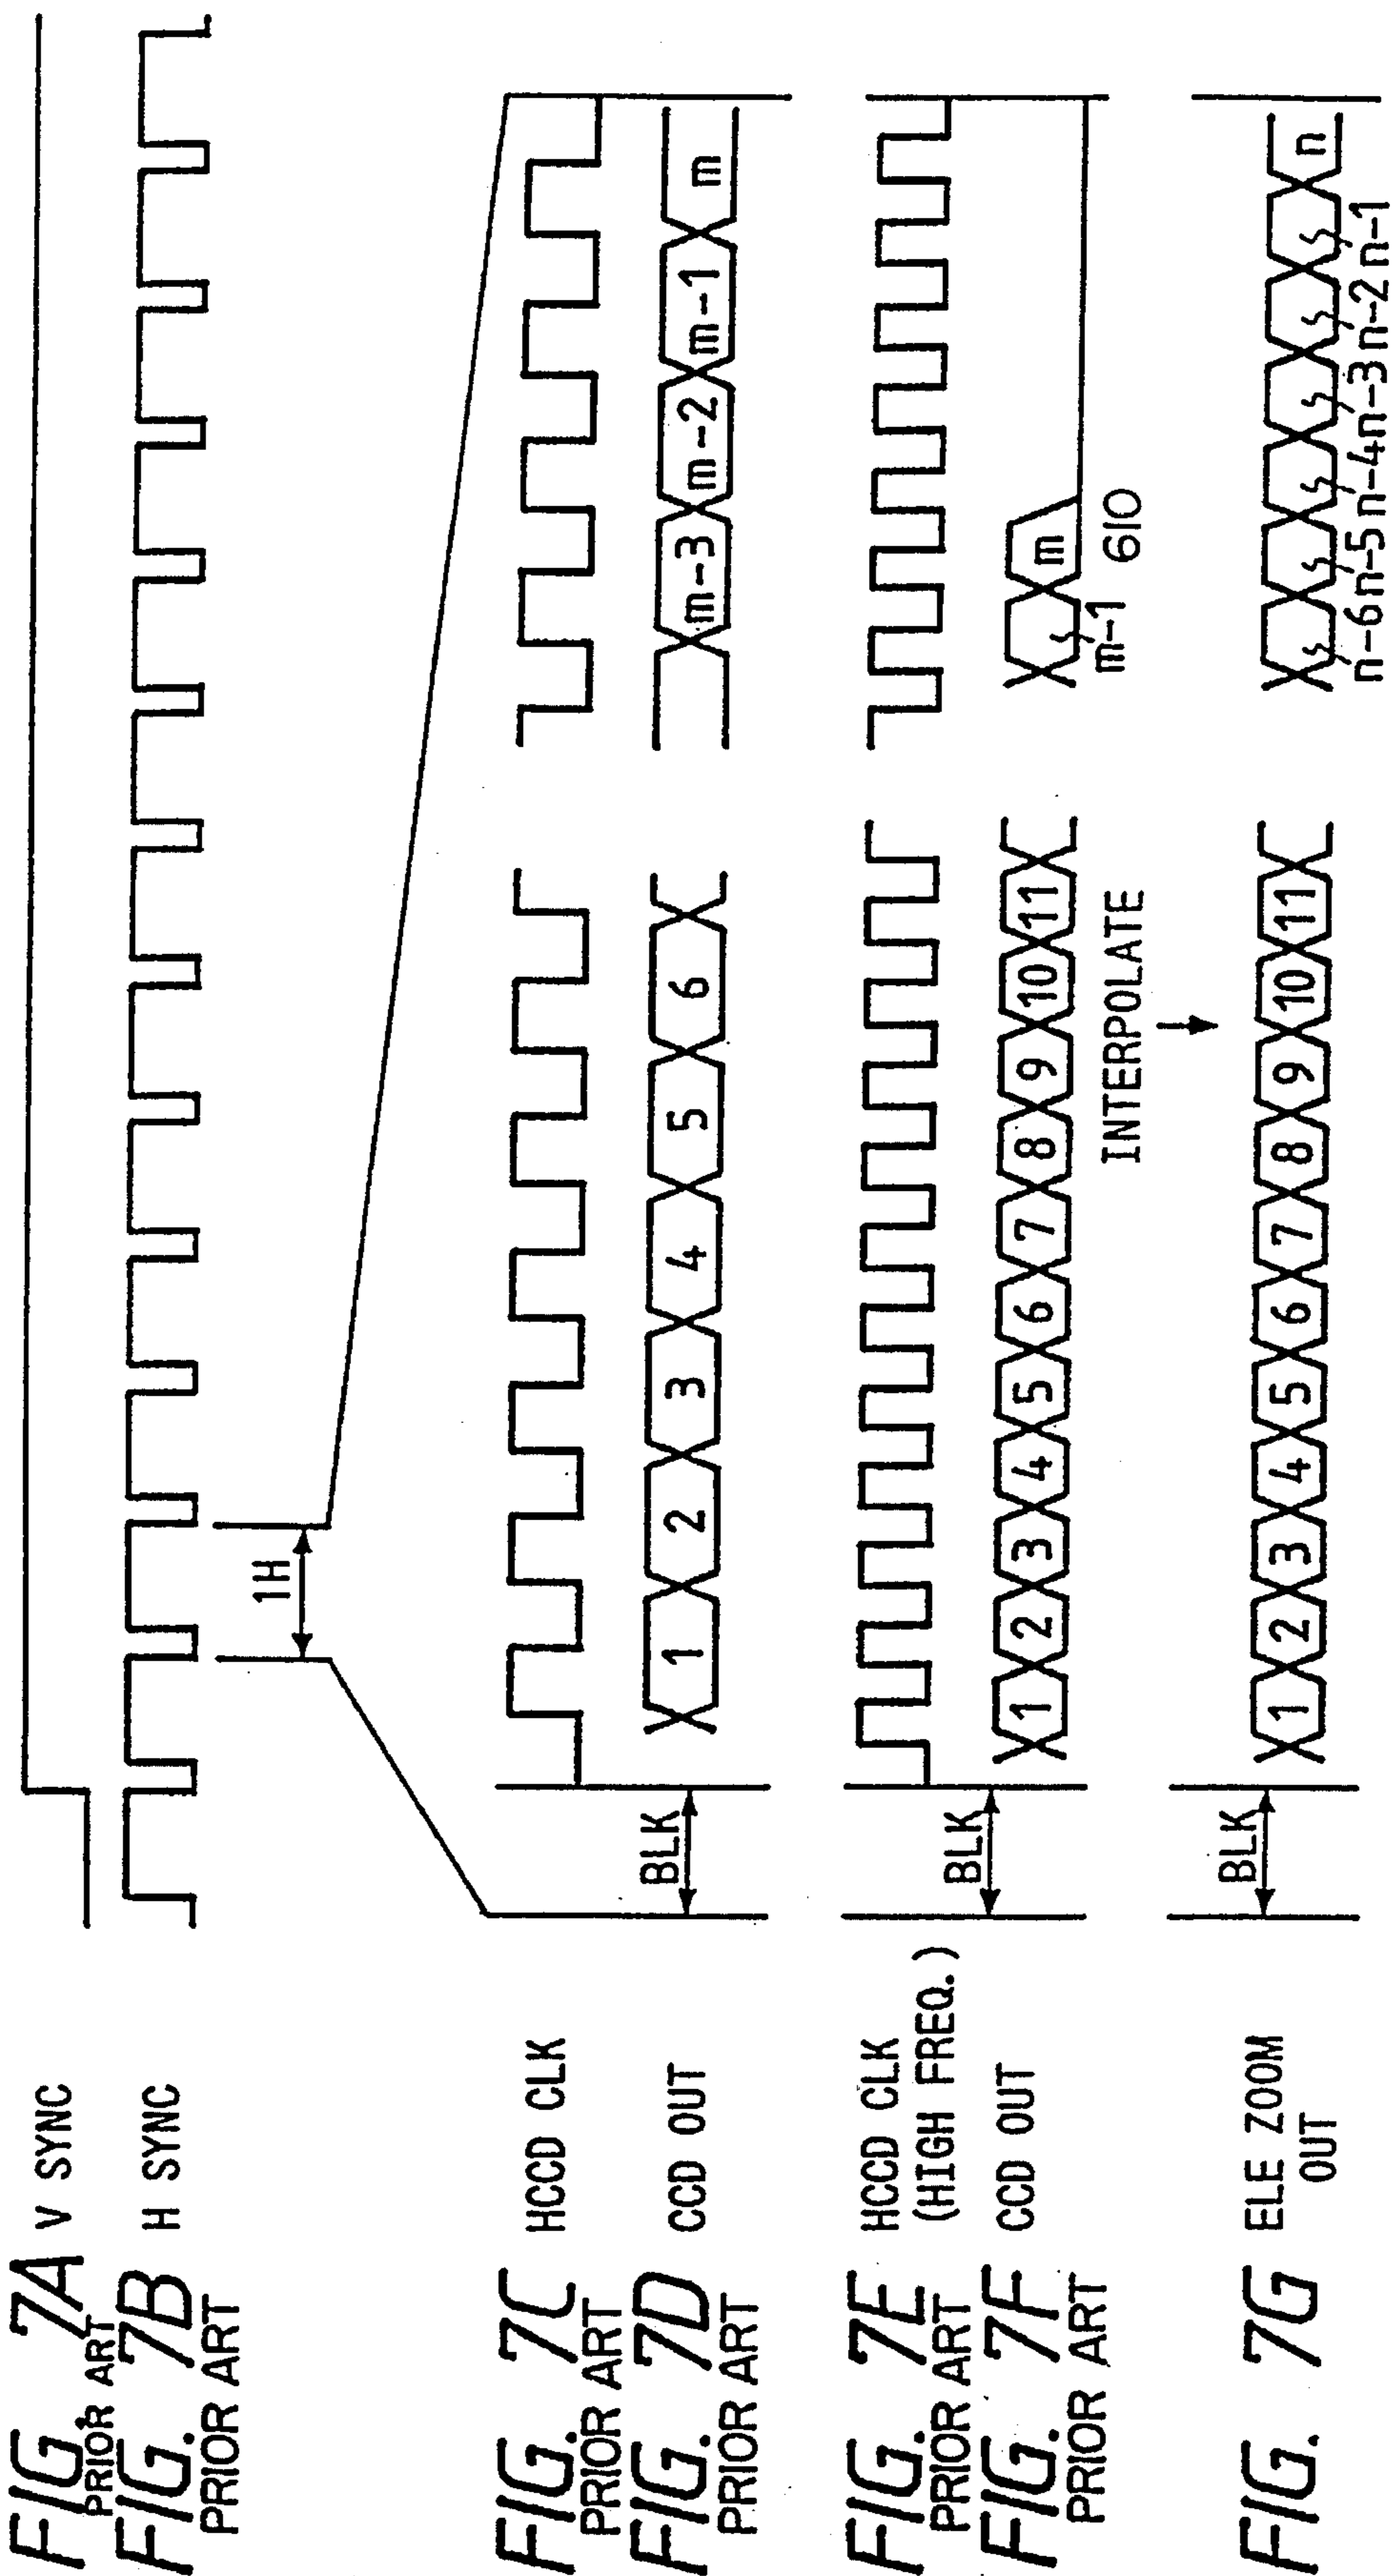 FIG. 7A V SYNC
PRIOR ART
FIG. 7B H SYNC
PRIOR ART
1H
FIG. 7C HCCD CLK
PRIOR ART
FIG. 7D CCD OUT
PRIOR ART
BLK
1 2 3 4 5 6 m-3 m-2 m-1 m
FIG. 7E HCCD CLK
(HIGH FREQ.)
PRIOR ART
FIG. 7F CCD OUT
PRIOR ART
BLK
1 2 3 4 5 6 7 8 9 10 11 m
m-1 610
INTERPOLATE
FIG. 7G ELE ZOOM
OUT
BLK
1 2 3 4 5 6 7 8 9 10 11 n
n-6 n-5 n-4 n-3 n-2 n-1